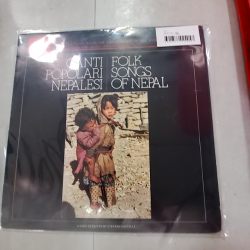 CANTI
POPOLARI
NEPALESI
FOLK
SONGS
OF NEPAL